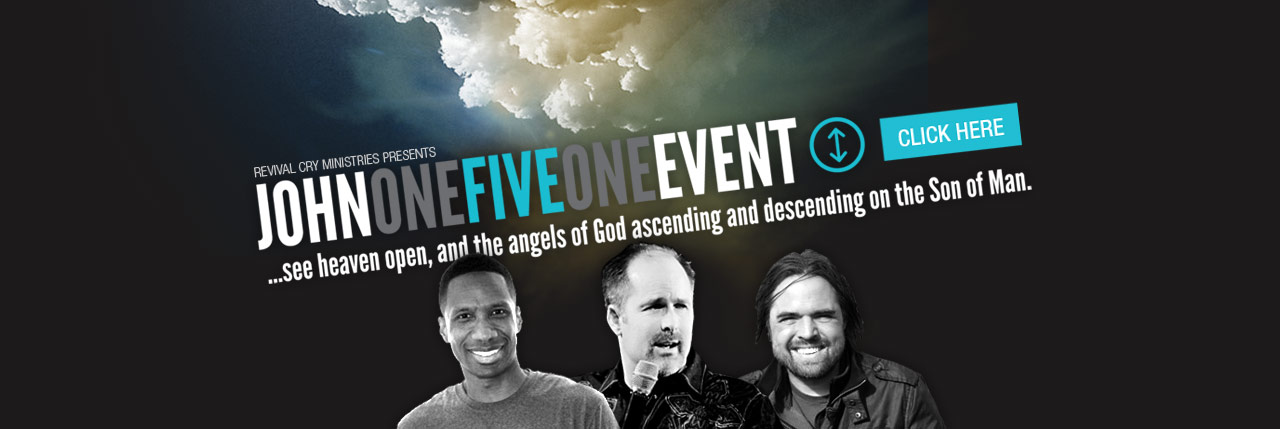 REVIVAL CRY MINISTRIES PRESENTS
JOHNONEFIVEONEEVENT
CLICK HERE
...see heaven open, and the angels of God ascending and descending on the Son of Man.